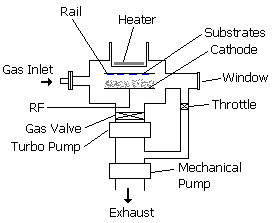 Rail
Heater
Substrates
Cathode
Gas Inlet
Window
RF
Throttle
Gas Valve
Turbo Pump
Mechanical
Pump
Exhaust